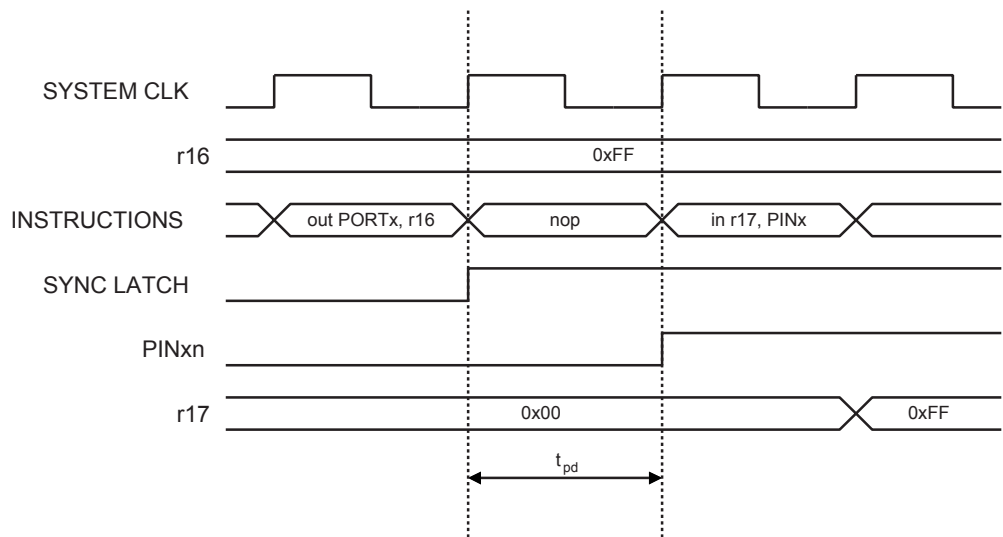 SYSTEM CLK
r16
0xFF
INSTRUCTIONS
out PORTx, r16
nop
in r17, PINx
SYNC LATCH
PINxn
r17
0x00
0xFF
tpd